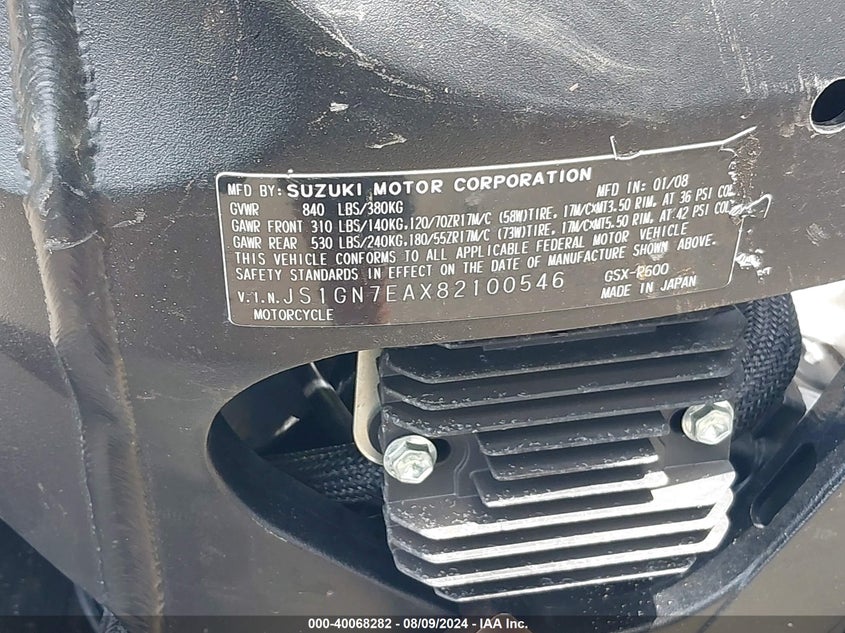 MFD BY: SUZUKI MOTOR CORPORATION MFD IN: 01/08
GVWR 840 LBS/380KG
GAWR FRONT 310 LBS/140KG,120/70ZR17M/C (58W)TIRE, 17M/CXMT3.50 RIM, AT 36 PSI COL
GAWR REAR 530 LBS/240KG,180/55ZR17M/C (73W)TIRE, 17M/CXMT5.50 RIM, AT 42 PSI COL
THIS VEHICLE CONFORMS TO ALL APPLICABLE FEDERAL MOTOR VEHICLE
SAFETY STANDARDS IN EFFECT ON THE DATE OF MANUFACTURE SHOWN ABOVE.
V.I.N. JS1GN7EAX82100546 GSX-R600
MOTORCYCLE MADE IN JAPAN
000-40068282 - 08/09/2024 - IAA Inc.